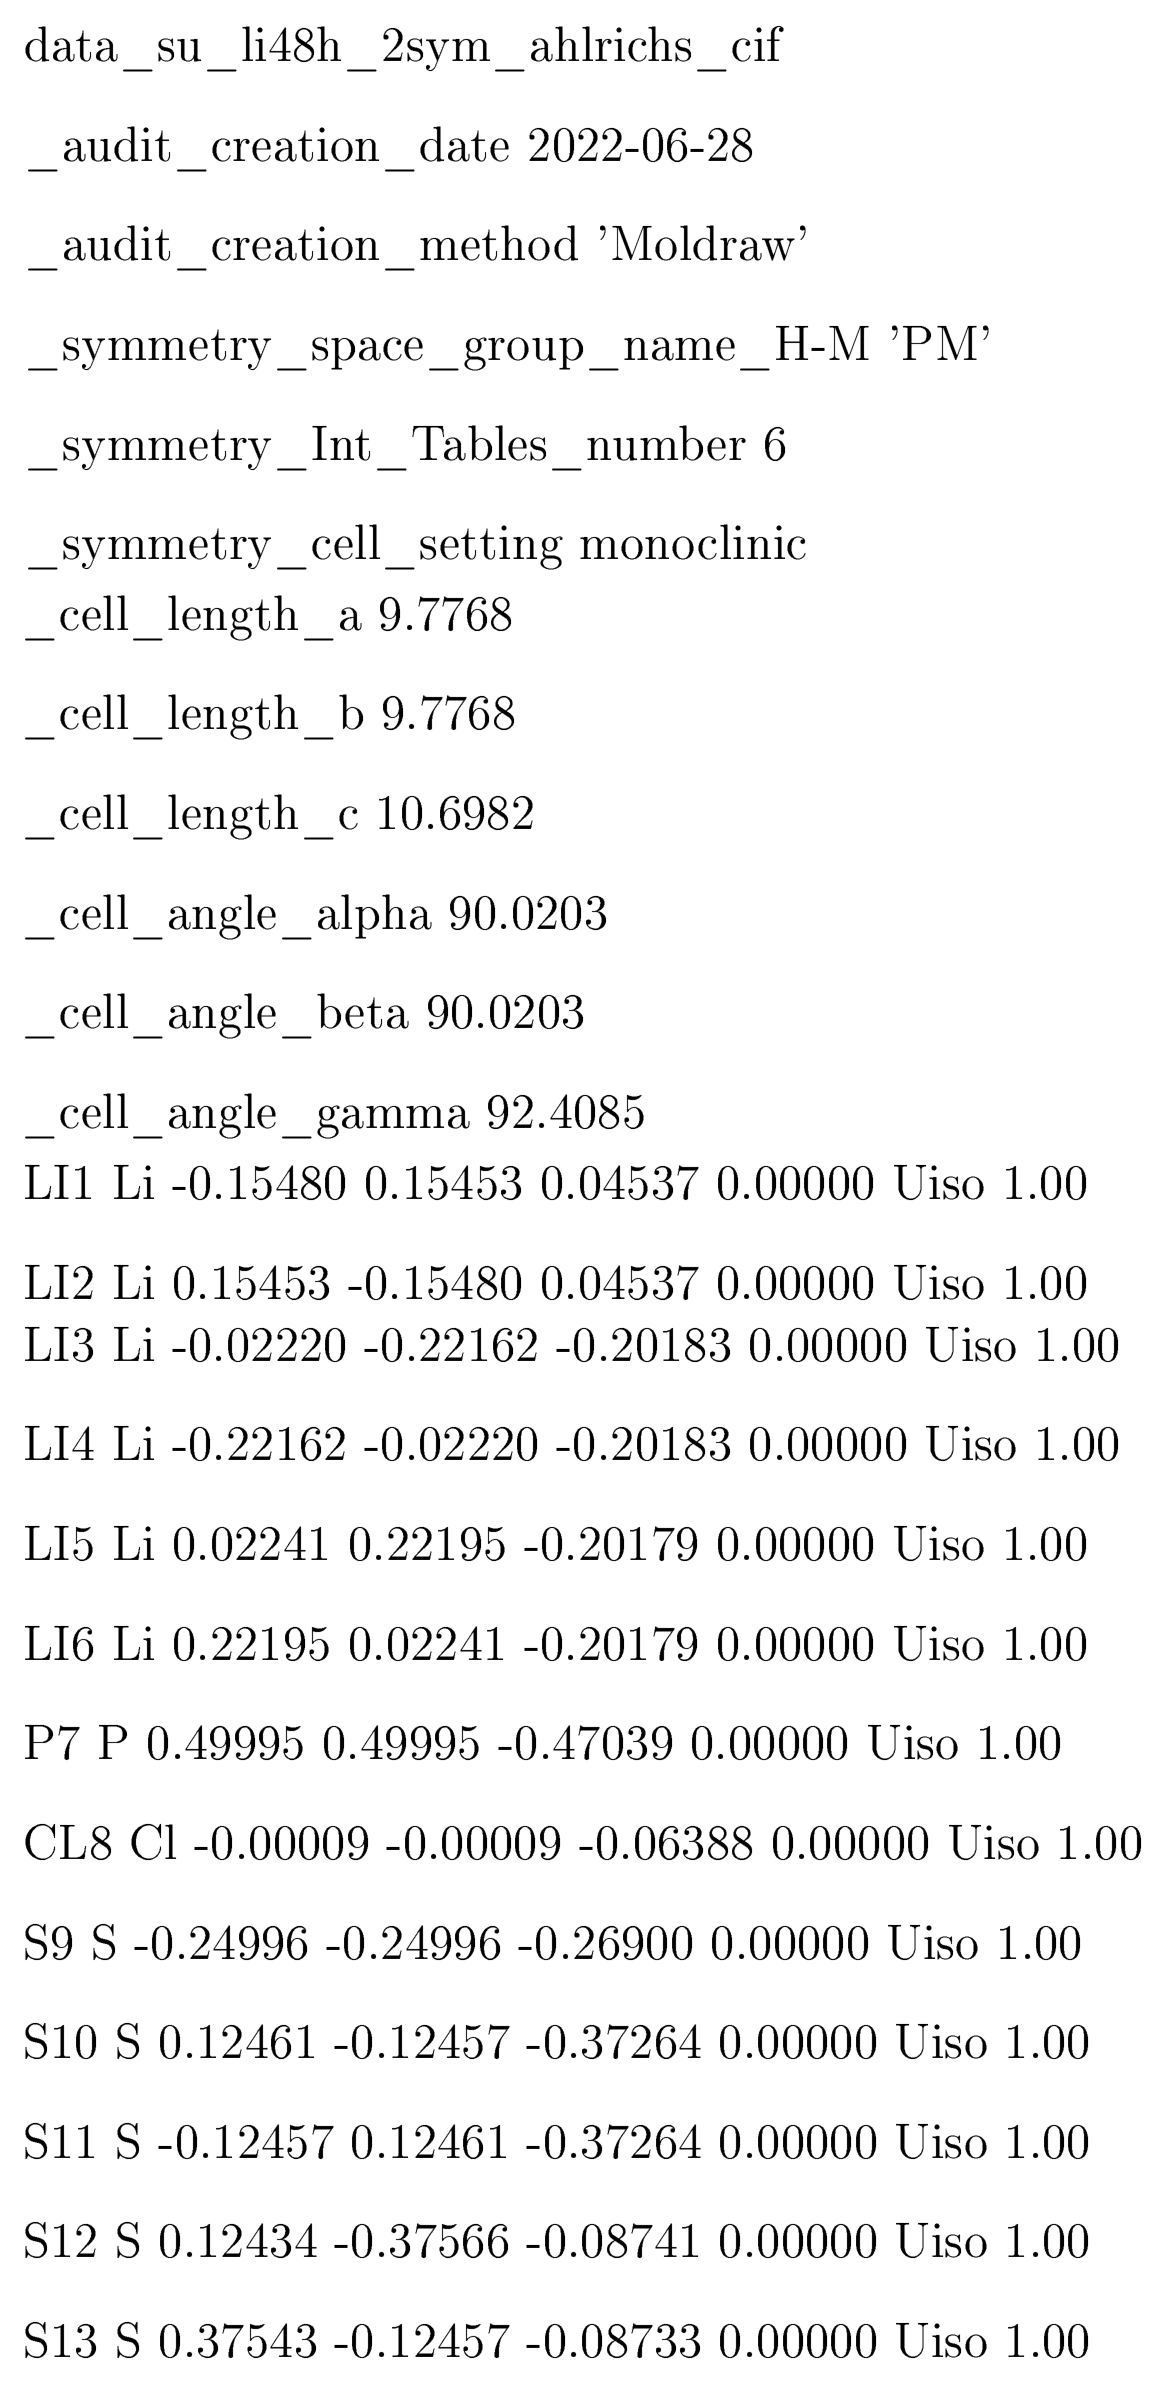 data_su_li48h_2sym_ahlrichs_cif
_audit_creation_date 2022-06-28
_audit_creation_method 'Moldraw'
_symmetry_space_group_name_H-M 'PM'
_symmetry_Int_Tables_number 6
_symmetry_cell_setting monoclinic
_cell_length_a 9.7768
_cell_length_b 9.7768
_cell_length_c 10.6982
_cell_angle_alpha 90.0203
_cell_angle_beta 90.0203
_cell_angle_gamma 92.4085
LI1 Li -0.15480 0.15453 0.04537 0.00000 Uiso 1.00
LI2 Li 0.15453 -0.15480 0.04537 0.00000 Uiso 1.00
LI3 Li -0.02220 -0.22162 -0.20183 0.00000 Uiso 1.00
LI4 Li -0.22162 -0.02220 -0.20183 0.00000 Uiso 1.00
LI5 Li 0.02241 0.22195 -0.20179 0.00000 Uiso 1.00
LI6 Li 0.22195 0.02241 -0.20179 0.00000 Uiso 1.00
P7 P 0.49995 0.49995 -0.47039 0.00000 Uiso 1.00
CL8 Cl -0.00009 -0.00009 -0.06388 0.00000 Uiso 1.00
S9 S -0.24996 -0.24996 -0.26900 0.00000 Uiso 1.00
S10 S 0.12461 -0.12457 -0.37264 0.00000 Uiso 1.00
S11 S -0.12457 0.12461 -0.37264 0.00000 Uiso 1.00
S12 S 0.12434 -0.37566 -0.08741 0.00000 Uiso 1.00
S13 S 0.37543 -0.12457 -0.08733 0.00000 Uiso 1.00